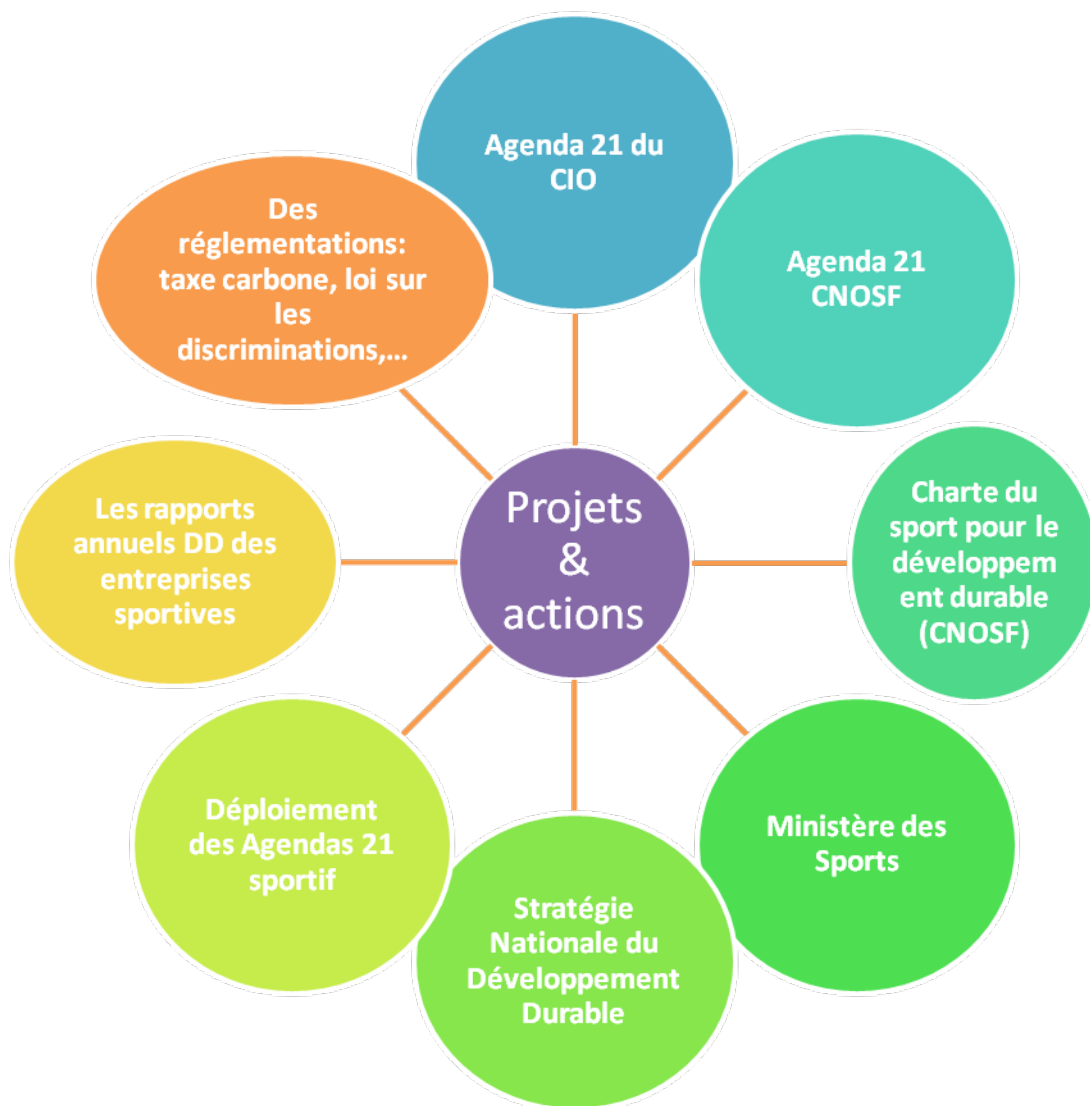 Agenda 21 du
CIO
Agenda 21
CNOSF
Charte du
sport pour le
développem
ent durable
(CNOSF)
Ministère des
Sports
Stratégie
Nationale du
Développement
Durable
Déploiement
des Agendas 21
sportif
Les rapports
annuels DD des
entreprises
sportives
Des
réglementations:
taxe carbone, loi sur
les
discriminations,...
Projets
&
actions